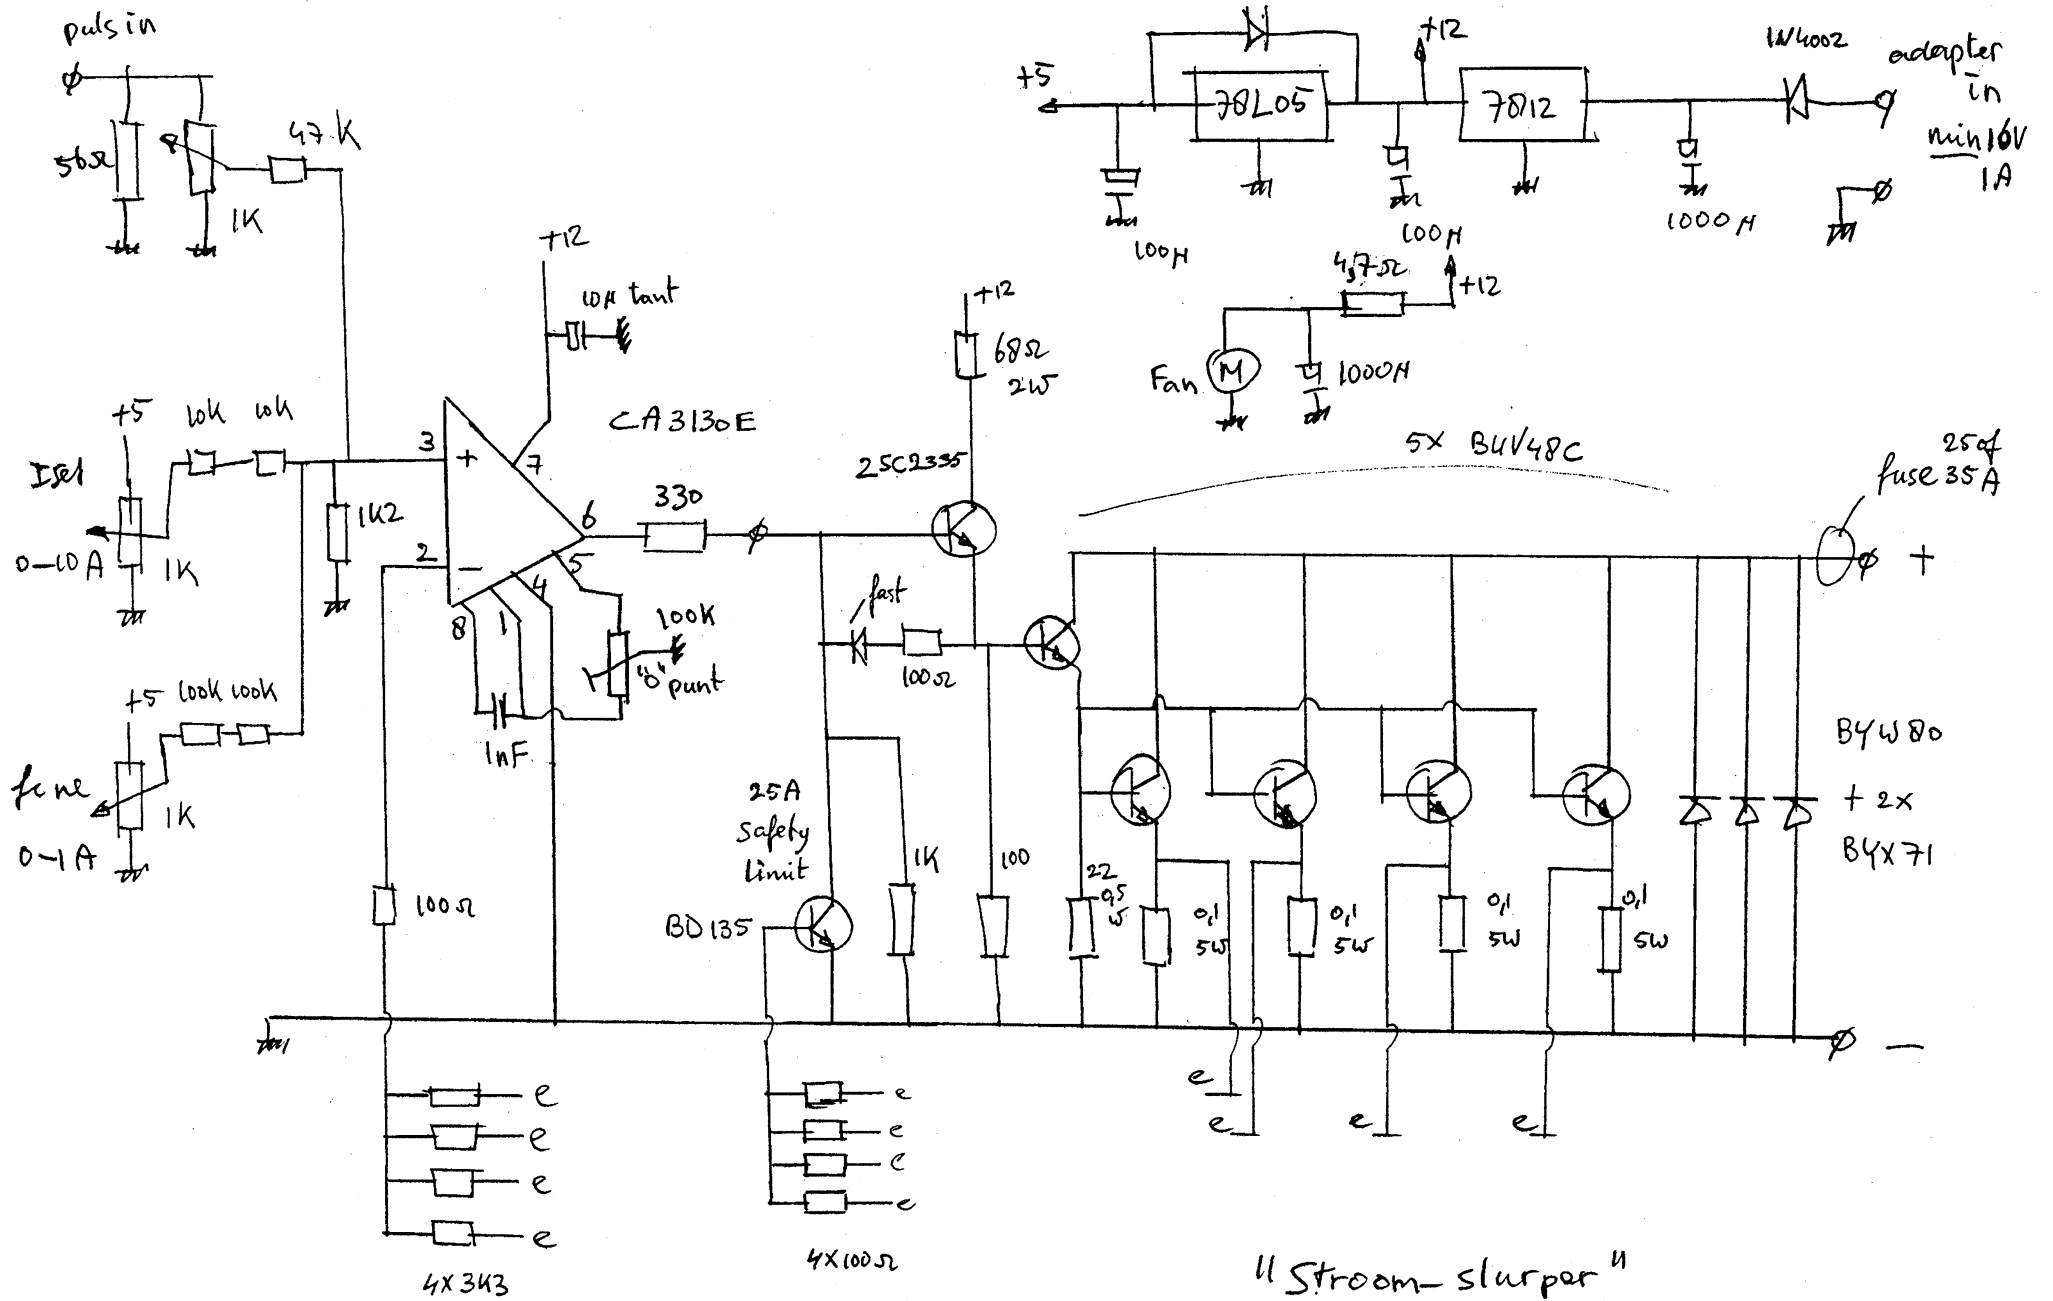 puls in
56Ω
47K
1K
+5
78L05
+12
7812
1N4002
adapter
in
min 16V
1A
100µ
100µ
1000µ
4,7Ω
+12
Fan
M
1000µ
+12
10µ tant
+12
68Ω
2W
CA3130E
2SC2335
5X BUV48C
25 of
fuse 35A
+5
10K
10K
Iset
0-10A
1K
1K2
3
+
7
2
-
6
5
4
1
8
330
100K
"0" punt
1nF
fast
100Ω
+5
100K
100K
fine
0-1A
1K
100Ω
25A
safety
limit
BD135
1K
100
22
0,5
W
0,1
5W
0,1
5W
0,1
5W
0,1
5W
+
BYW80
+ 2x
BYX71
-
e
e
e
e
4X3K3
e
e
e
e
4X100Ω
e
e
e
e
"Stroom-slurper"